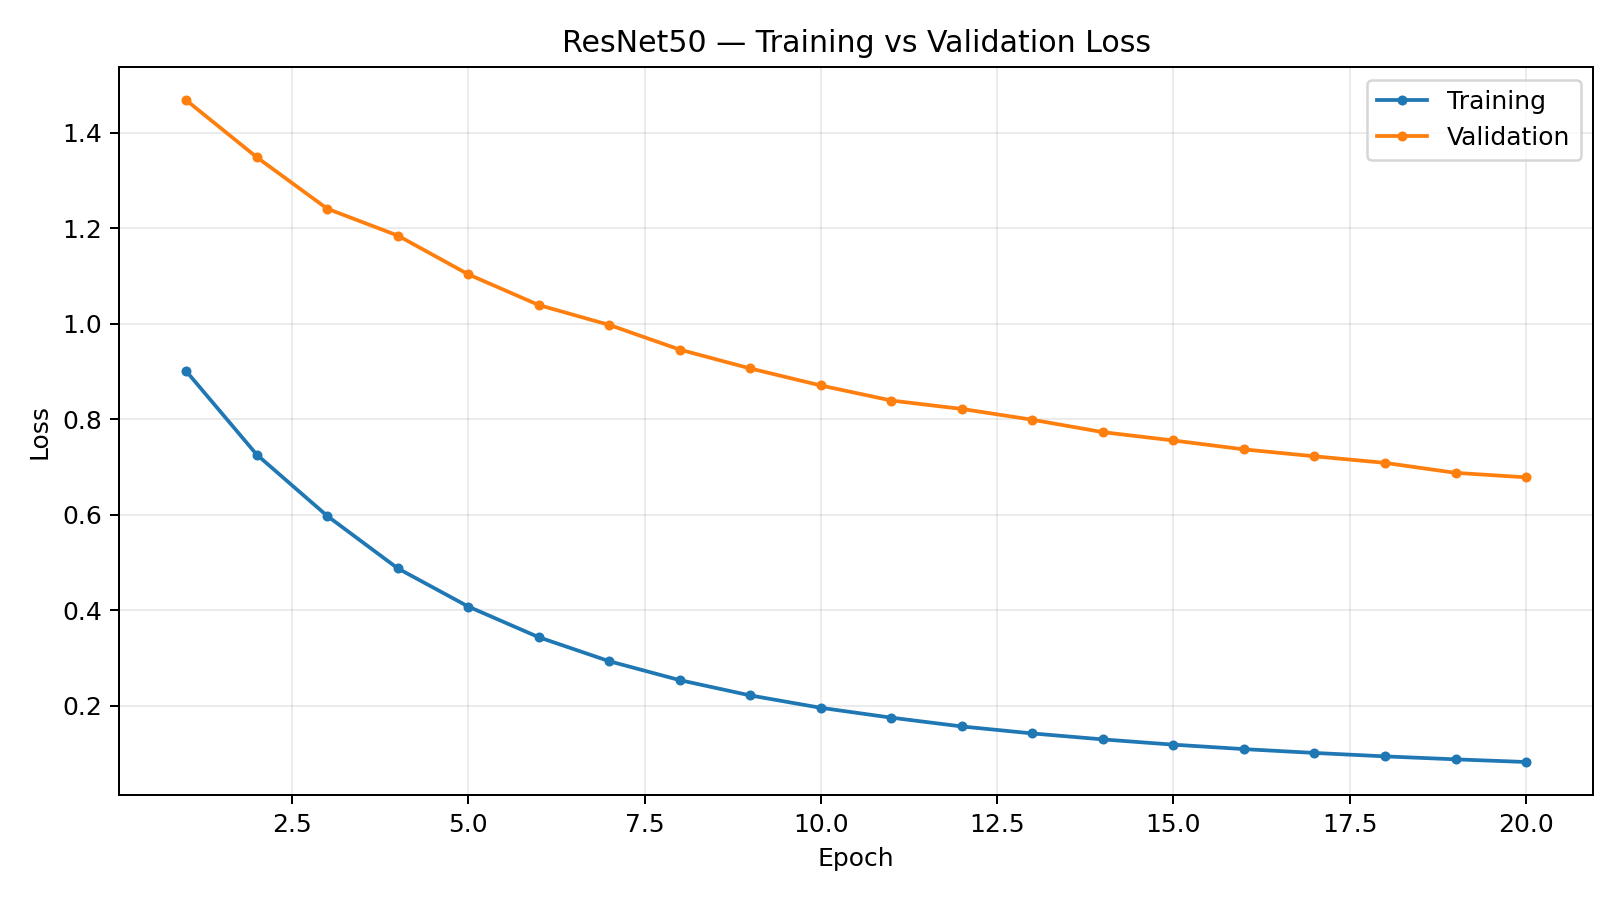 ResNet50 — Training vs Validation Loss
Training
Validation
1.4
1.2
1.0
0.8
0.6
0.4
0.2
Loss
2.5 5.0 7.5 10.0 12.5 15.0 17.5 20.0
Epoch